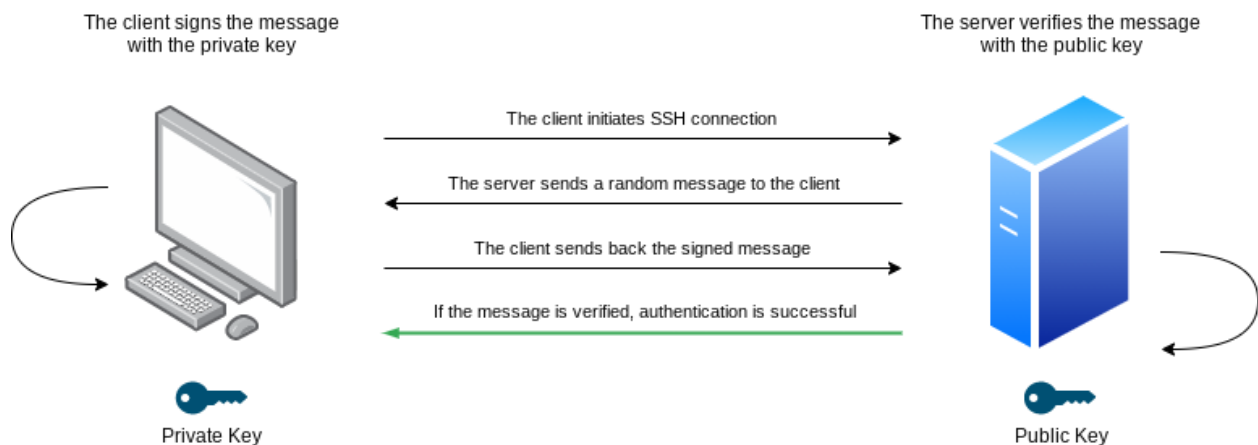 The client signs the message
with the private key
The server verifies the message
with the public key
The client initiates SSH connection
The server sends a random message to the client
The client sends back the signed message
If the message is verified, authentication is successful
Private Key
Public Key